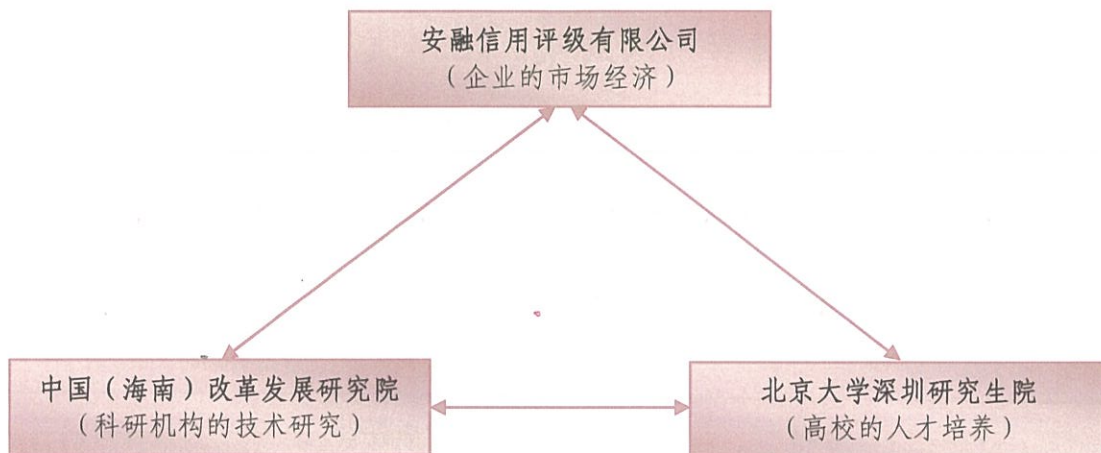 安融信用评级有限公司
（企业的市场经济）
中国（海南）改革发展研究院
（科研机构的技术研究）
北京大学深圳研究生院
（高校的人才培养）